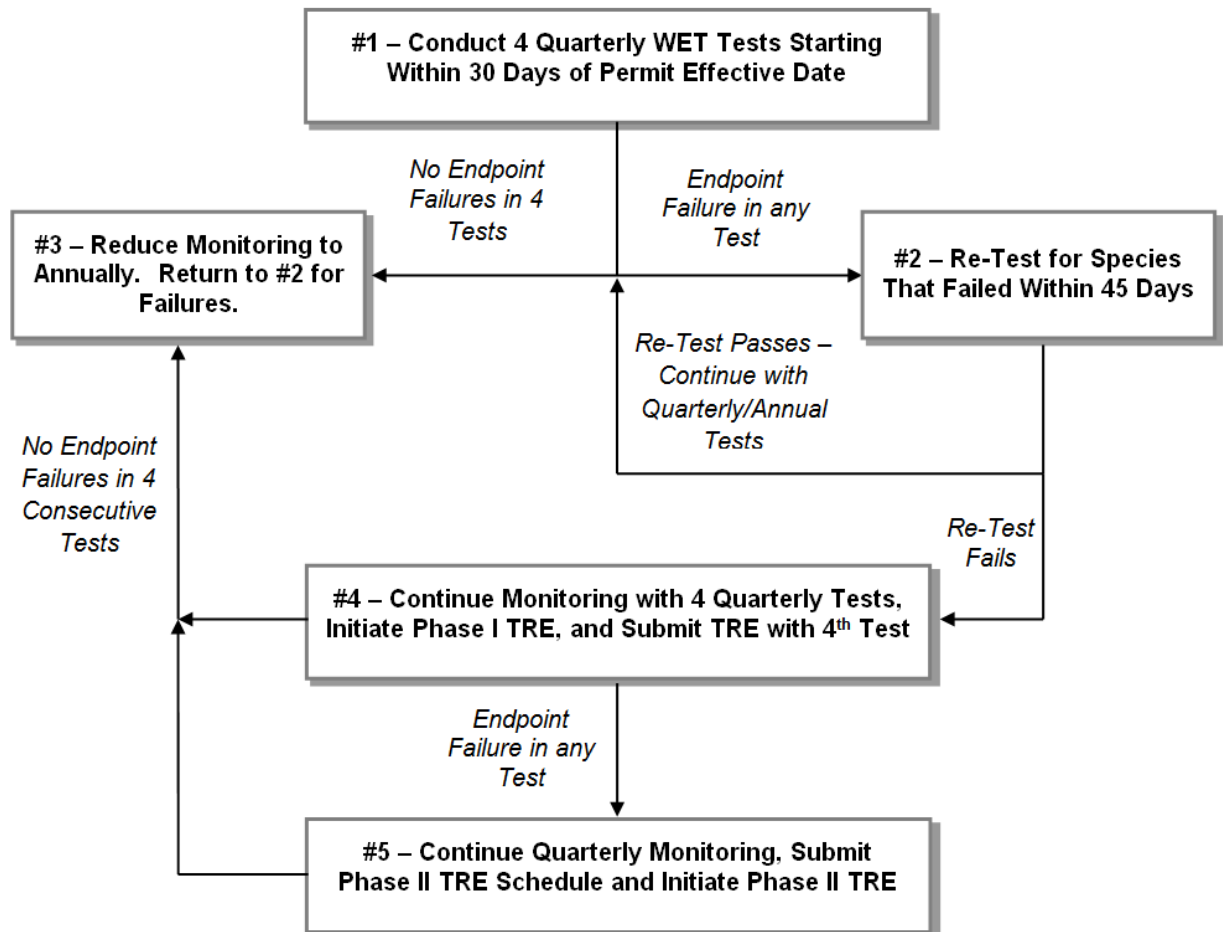 #1 – Conduct 4 Quarterly WET Tests Starting
Within 30 Days of Permit Effective Date
No Endpoint
Failures in 4
Tests
Endpoint
Failure in any
Test
#3 – Reduce Monitoring to
Annually.   Return to #2 for
Failures.
#2 – Re-Test for Species
That Failed Within 45 Days
Re-Test Passes –
Continue with
Quarterly/Annual
Tests
No Endpoint
Failures in 4
Consecutive
Tests
Re-Test
Fails
#4 – Continue Monitoring with 4 Quarterly Tests,
Initiate Phase I TRE, and Submit TRE with 4th Test
Endpoint
Failure in any
Test
#5 – Continue Quarterly Monitoring, Submit
Phase II TRE Schedule and Initiate Phase II TRE